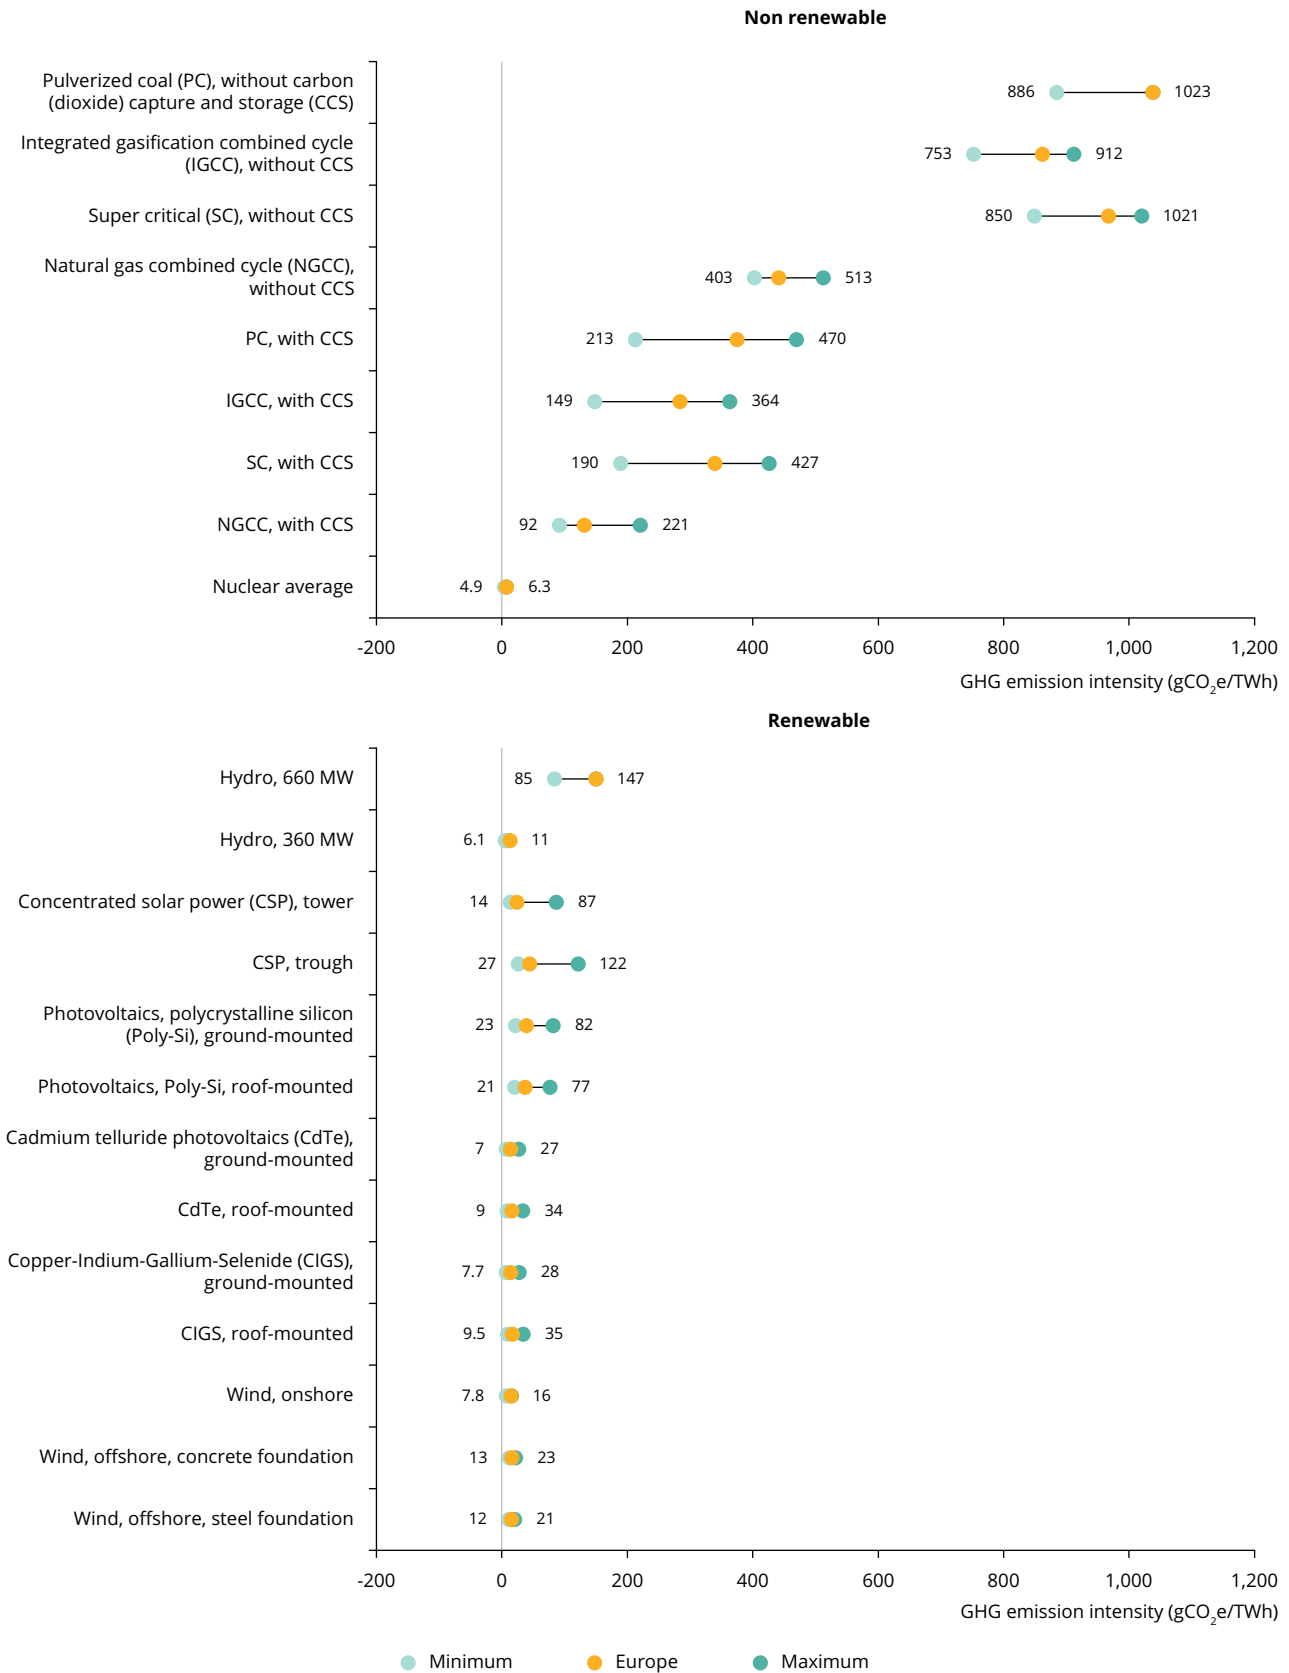 Non renewable
Pulverized coal (PC), without carbon
(dioxide) capture and storage (CCS)
886
1023
Integrated gasification combined cycle
(IGCC), without CCS
753
912
Super critical (SC), without CCS
850
1021
Natural gas combined cycle (NGCC),
without CCS
403
513
PC, with CCS
213
470
IGCC, with CCS
149
364
SC, with CCS
190
427
NGCC, with CCS
92
221
Nuclear average
4.9
6.3
-200 0 200 400 600 800 1,000 1,200
GHG emission intensity (gCO₂e/TWh)
Renewable
Hydro, 660 MW
85
147
Hydro, 360 MW
6.1
11
Concentrated solar power (CSP), tower
14
87
CSP, trough
27
122
Photovoltaics, polycrystalline silicon
(Poly-Si), ground-mounted
23
82
Photovoltaics, Poly-Si, roof-mounted
21
77
Cadmium telluride photovoltaics (CdTe),
ground-mounted
7
27
CdTe, roof-mounted
9
34
Copper-Indium-Gallium-Selenide (CIGS),
ground-mounted
7.7
28
CIGS, roof-mounted
9.5
35
Wind, onshore
7.8
16
Wind, offshore, concrete foundation
13
23
Wind, offshore, steel foundation
12
21
-200 0 200 400 600 800 1,000 1,200
GHG emission intensity (gCO₂e/TWh)
Minimum Europe Maximum